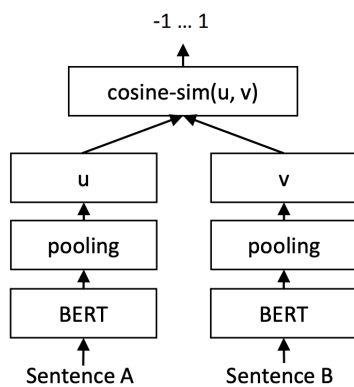 -1 … 1
cosine-sim(u, v)
u v
pooling pooling
BERT BERT
Sentence A Sentence B